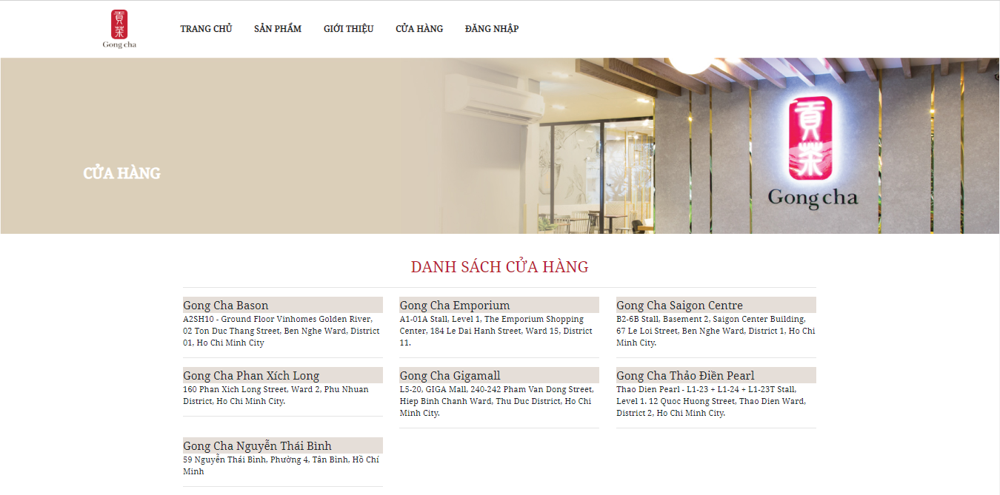 貢茶
Gong cha
TRANG CHỦ
SẢN PHẨM
GIỚI THIỆU
CỬA HÀNG
ĐĂNG NHẬP
CỬA HÀNG
貢茶
Gong cha
DANH SÁCH CỬA HÀNG
Gong Cha Bason
A2SH10 - Ground Floor Vinhomes Golden River,
02 Ton Duc Thang Street, Ben Nghe Ward, District
01, Ho Chi Minh City
Gong Cha Emporium
A1-01A Stall, Level 1, The Emporium Shopping
Center, 184 Le Dai Hanh Street, Ward 15, District
11.
Gong Cha Saigon Centre
B2-6B Stall, Basement 2, Saigon Center Building,
67 Le Loi Street, Ben Nghe Ward, District 1, Ho Chi
Minh City.
Gong Cha Phan Xích Long
160 Phan Xich Long Street, Ward 2, Phu Nhuan
District, Ho Chi Minh City.
Gong Cha Gigamall
L5-20, GIGA Mall, 240-242 Pham Van Dong Street,
Hiep Binh Chanh Ward, Thu Duc District, Ho Chi
Minh City.
Gong Cha Thảo Điền Pearl
Thao Dien Pearl - L1-23 + L1-24 + L1-23T Stall,
Level 1. 12 Quoc Huong Street, Thao Dien Ward,
District 2, Ho Chi Minh City.
Gong Cha Nguyễn Thái Bình
59 Nguyễn Thái Bình, Phường 4, Tân Bình, Hồ Chí
Minh